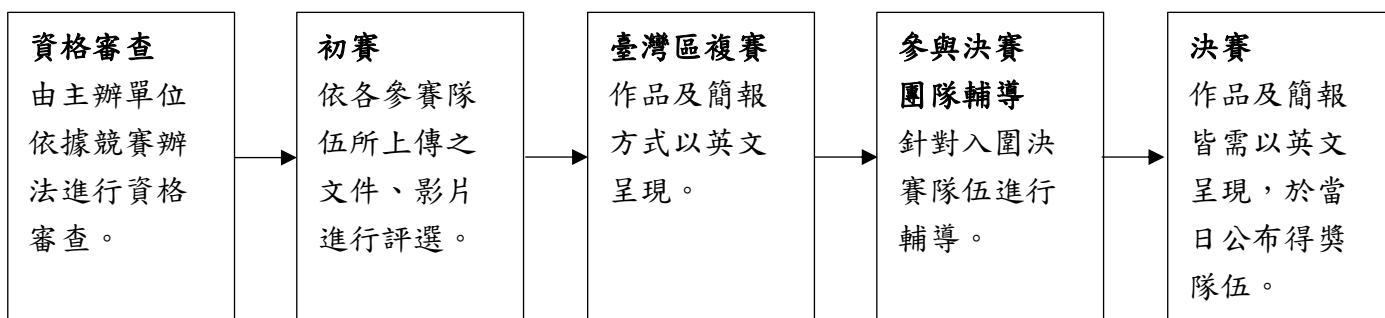 資格審查
由主辦單位
依據競賽辦
法進行資格
審查。
初賽
依各參賽隊
伍所上傳之
文件、影片
進行評選。
臺灣區複賽
作品及簡報
方式以英文
呈現。
參與決賽
團隊輔導
針對入圍決
賽隊伍進行
輔導。
決賽
作品及簡報
皆需以英文
呈現，於當
日公布得獎
隊伍。